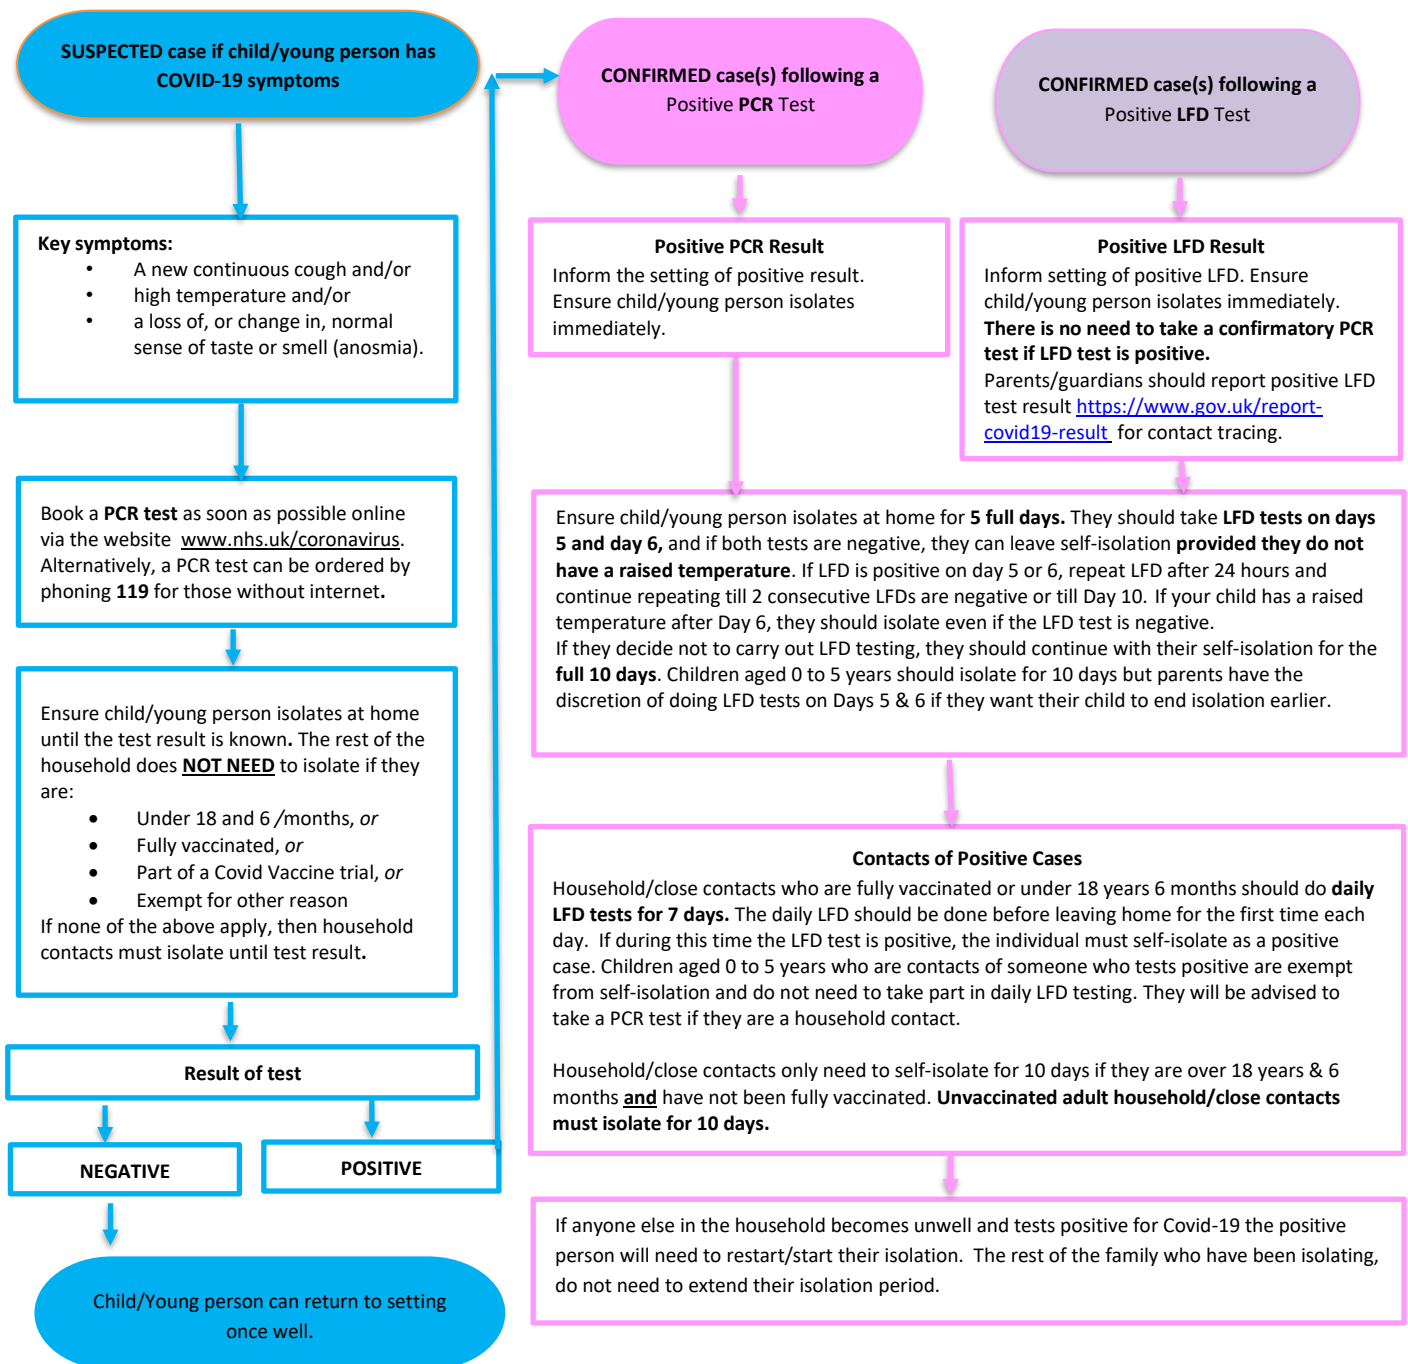 SUSPECTED case if child/young person has
COVID-19 symptoms
Key symptoms:
• A new continuous cough and/or
• high temperature and/or
• a loss of, or change in, normal
sense of taste or smell (anosmia).
Book a PCR test as soon as possible online
via the website www.nhs.uk/coronavirus.
Alternatively, a PCR test can be ordered by
phoning 119 for those without internet.
Ensure child/young person isolates at home
until the test result is known. The rest of the
household does NOT NEED to isolate if they
are:
• Under 18 and 6 /months, or
• Fully vaccinated, or
• Part of a Covid Vaccine trial, or
• Exempt for other reason
If none of the above apply, then household
contacts must isolate until test result.
Result of test
NEGATIVE
POSITIVE
Child/Young person can return to setting
once well.
CONFIRMED case(s) following a
Positive PCR Test
Positive PCR Result
Inform the setting of positive result.
Ensure child/young person isolates
immediately.
CONFIRMED case(s) following a
Positive LFD Test
Positive LFD Result
Inform setting of positive LFD. Ensure
child/young person isolates immediately.
There is no need to take a confirmatory PCR
test if LFD test is positive.
Parents/guardians should report positive LFD
test result https://www.gov.uk/report-
covid19-result for contact tracing.
Ensure child/young person isolates at home for 5 full days. They should take LFD tests on days
5 and day 6, and if both tests are negative, they can leave self-isolation provided they do not
have a raised temperature. If LFD is positive on day 5 or 6, repeat LFD after 24 hours and
continue repeating till 2 consecutive LFDs are negative or till Day 10. If your child has a raised
temperature after Day 6, they should isolate even if the LFD test is negative.
If they decide not to carry out LFD testing, they should continue with their self-isolation for the
full 10 days. Children aged 0 to 5 years should isolate for 10 days but parents have the
discretion of doing LFD tests on Days 5 & 6 if they want their child to end isolation earlier.
Contacts of Positive Cases
Household/close contacts who are fully vaccinated or under 18 years 6 months should do daily
LFD tests for 7 days. The daily LFD should be done before leaving home for the first time each
day. If during this time the LFD test is positive, the individual must self-isolate as a positive
case. Children aged 0 to 5 years who are contacts of someone who tests positive are exempt
from self-isolation and do not need to take part in daily LFD testing. They will be advised to
take a PCR test if they are a household contact.
Household/close contacts only need to self-isolate for 10 days if they are over 18 years & 6
months and have not been fully vaccinated. Unvaccinated adult household/close contacts
must isolate for 10 days.
If anyone else in the household becomes unwell and tests positive for Covid-19 the positive
person will need to restart/start their isolation. The rest of the family who have been isolating,
do not need to extend their isolation period.